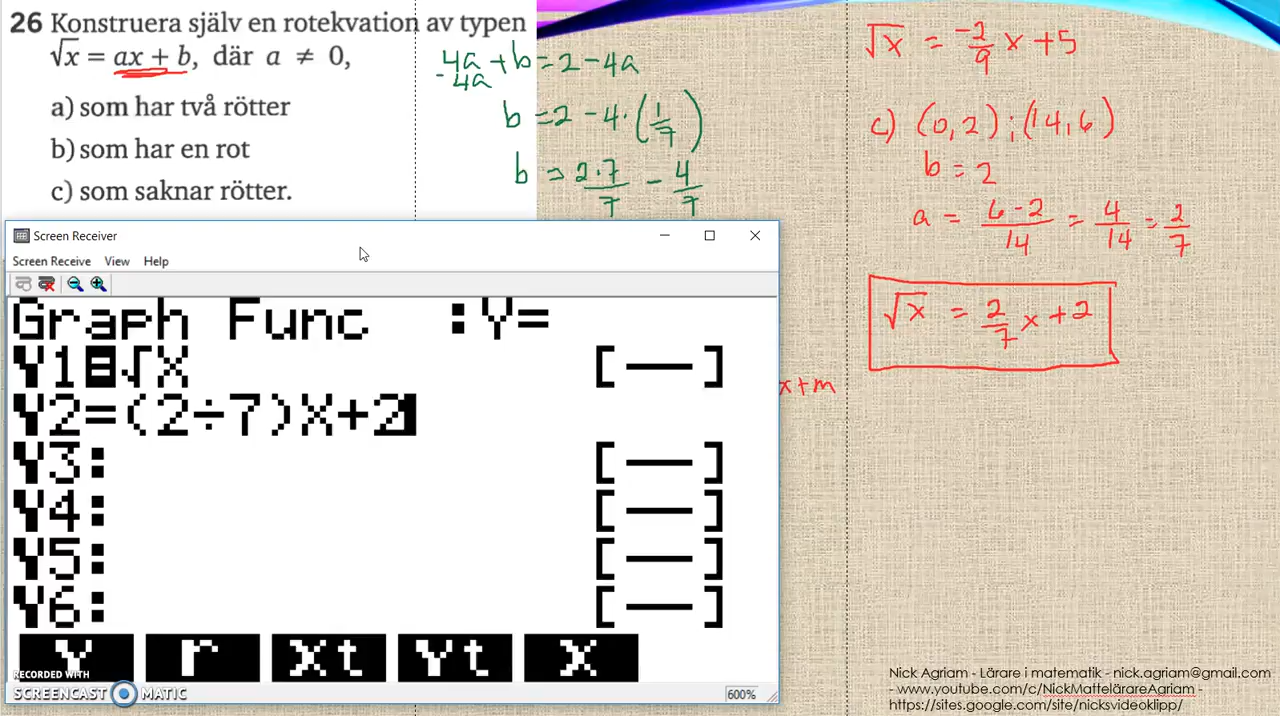 26 Konstruera själv en rotekvation av typen
√x = ax + b, där a ≠ 0,
a) som har två rötter
b) som har en rot
c) som saknar rötter.
4a + b = 2 - 4a
-4a
b = 2 - 4 · (1/7)
b = 2·7/7 - 4/7
√x = -2/9 x + 5
c) (0,2) ; (14,6)
b = 2
a = 6-2/14 = 4/14 = 2/7
√x = 2/7 x + 2
x + m
Screen Receiver
Screen Receive View Help
Graph Func :Y=
Y1=√X [—]
Y2=(2÷7)X+2
Y3: [—]
Y4: [—]
Y5: [—]
Y6: [—]
Y r Xt Yt X
RECORDED WITH
SCREENCAST MATIC
600%
Nick Agriam - Lärare i matematik - nick.agriam@gmail.com
- www.youtube.com/c/NickMattelärareAgriam -
https://sites.google.com/site/nicksvideoklipp/